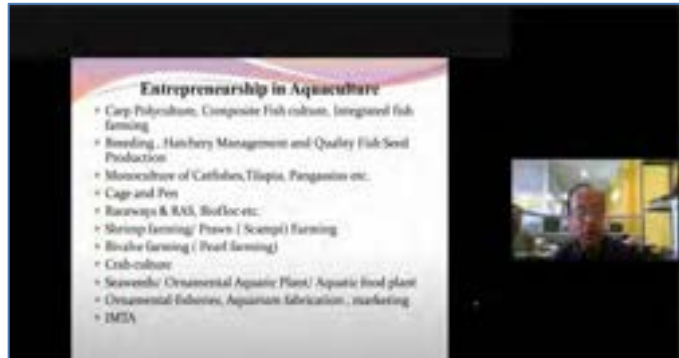 Entrepreneurship in Aquaculture
• Carp Polyculture, Composite Fish culture, Integrated fish
farming
• Breeding , Hatchery Management and Quality Fish Seed
Production
• Monoculture of Catfishes,Tilapia, Pangassius etc.
• Cage and Pen
• Raceways & RAS, Biofloc etc.
• Shrimp farming/ Prawn ( Scampi) Farming
• Bivalve farming ( Pearl farming)
• Crab culture
• Seaweeds/ Ornamental Aquatic Plant/ Aquatic food plant
• Ornamental fisheries, Aquarium fabrication , marketing
• IMTA